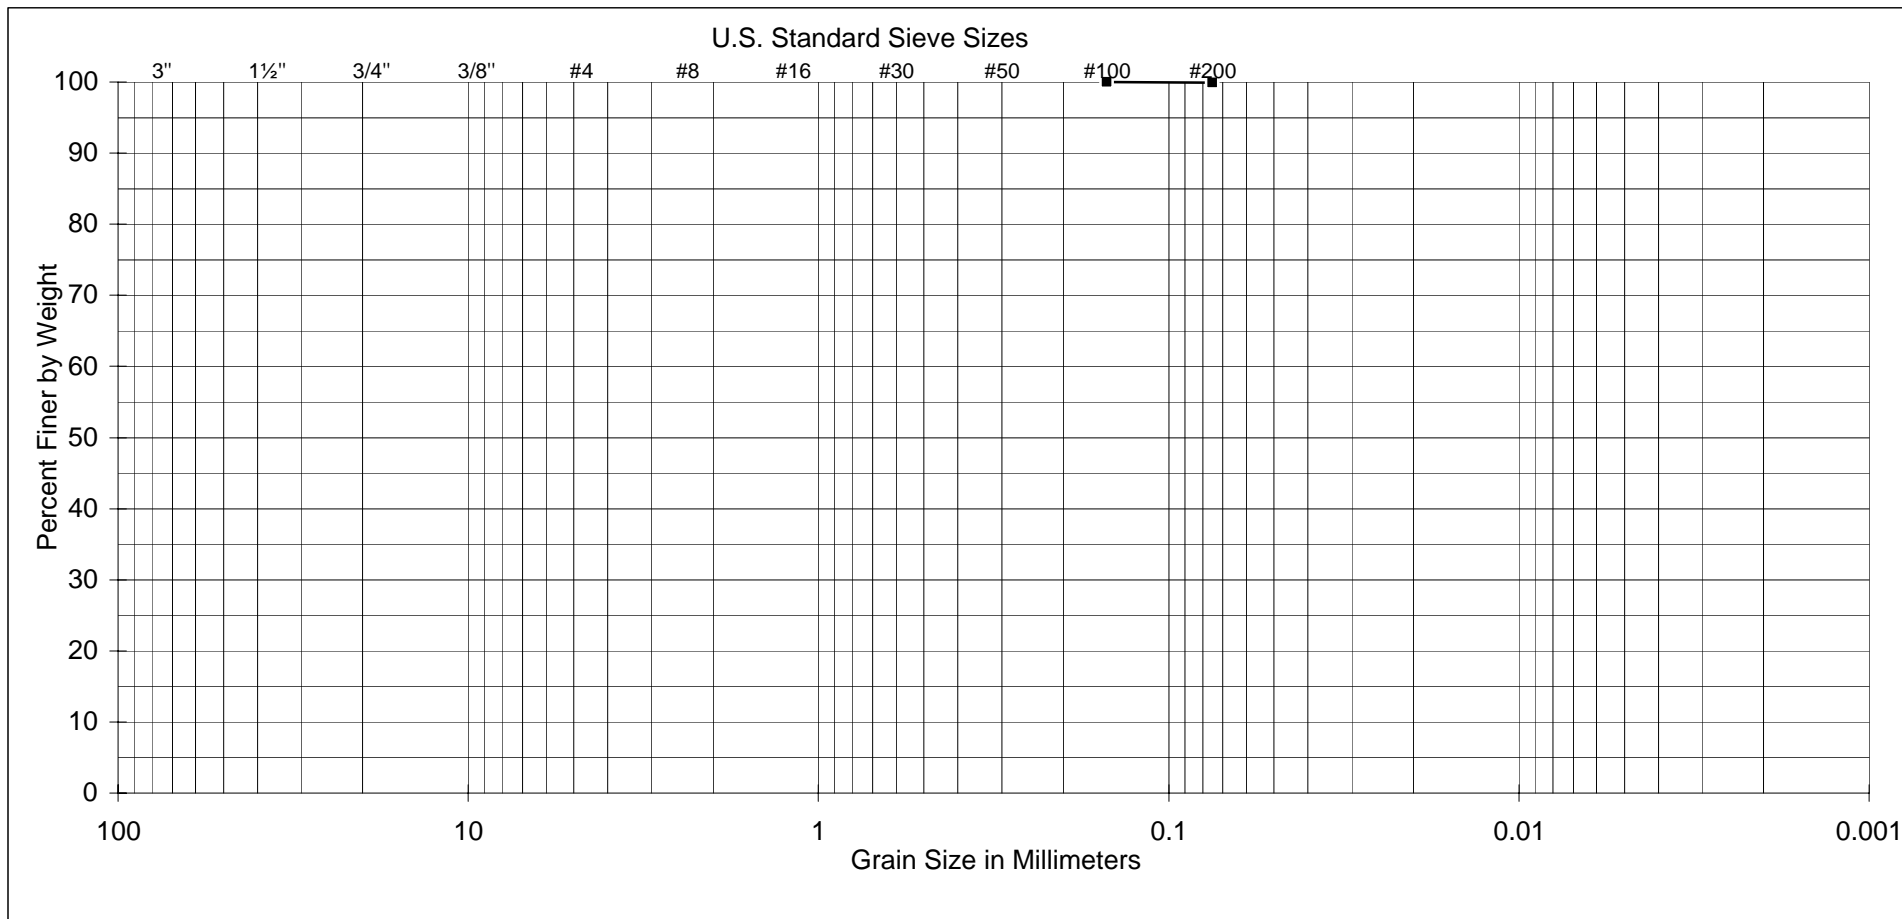 U.S. Standard Sieve Sizes
3" 1½" 3/4" 3/8" #4 #8 #16 #30 #50 #100 #200
100
90
80
70
60
50
40
30
20
10
0
Percent Finer by Weight
100 10 1 0.1 0.01 0.001
Grain Size in Millimeters